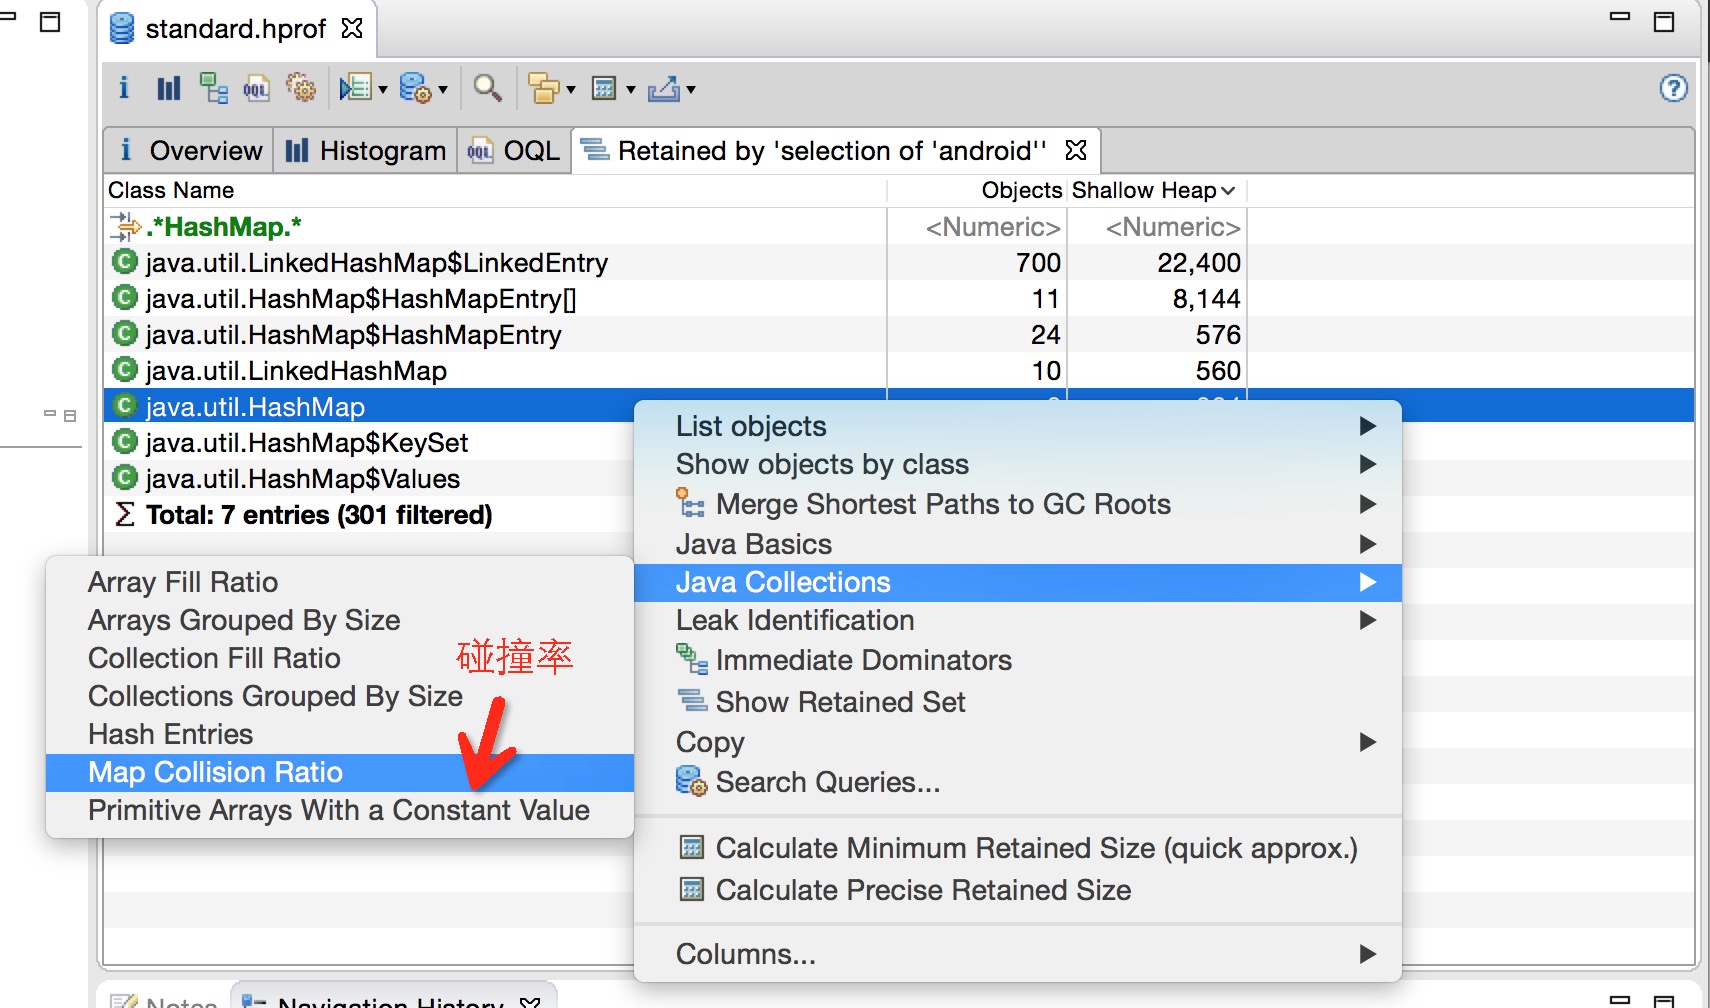 standard.hprof
Overview
Histogram
OQL
Retained by 'selection of 'android''
Class Name Objects Shallow Heap
.*HashMap.* <Numeric> <Numeric>
java.util.LinkedHashMap$LinkedEntry 700 22,400
java.util.HashMap$HashMapEntry[] 11 8,144
java.util.HashMap$HashMapEntry 24 576
java.util.LinkedHashMap 10 560
java.util.HashMap
java.util.HashMap$KeySet
java.util.HashMap$Values
Total: 7 entries (301 filtered)
List objects
Show objects by class
Merge Shortest Paths to GC Roots
Java Basics
Java Collections
Leak Identification
Immediate Dominators
Show Retained Set
Copy
Search Queries...
Calculate Minimum Retained Size (quick approx.)
Calculate Precise Retained Size
Columns...
Array Fill Ratio
Arrays Grouped By Size
Collection Fill Ratio
碰撞率
Collections Grouped By Size
Hash Entries
Map Collision Ratio
Primitive Arrays With a Constant Value
Notes
Navigation History